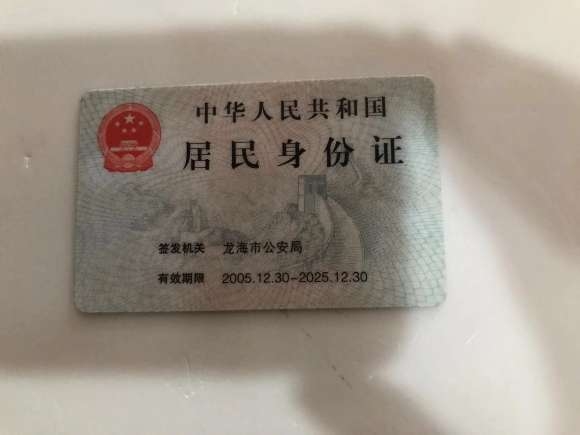 中华人民共和国
居民身份证
签发机关 龙海市公安局
有效期限 2005.12.30-2025.12.30